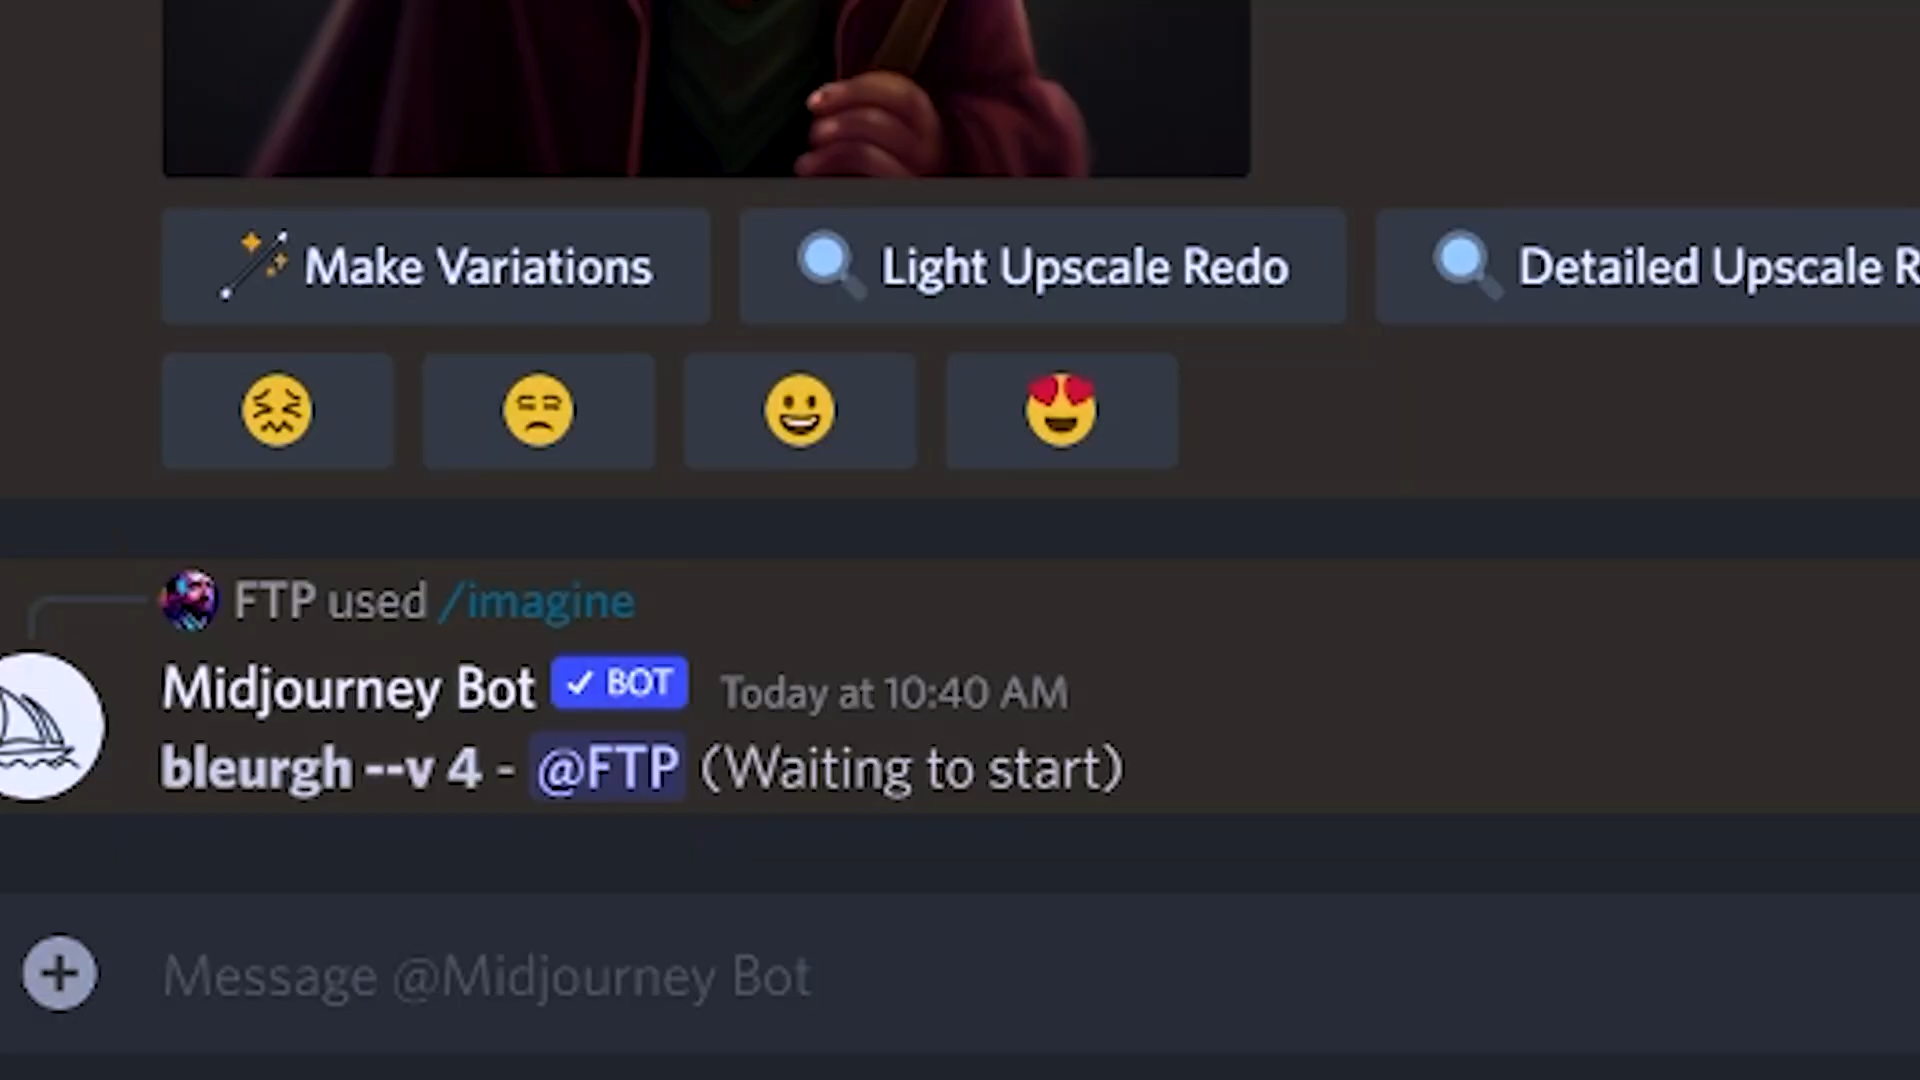 Make Variations
Light Upscale Redo
Detailed Upscale R
FTP used /imagine
Midjourney Bot ✓ BOT Today at 10:40 AM
bleurgh --v 4 - @FTP (Waiting to start)
Message @Midjourney Bot